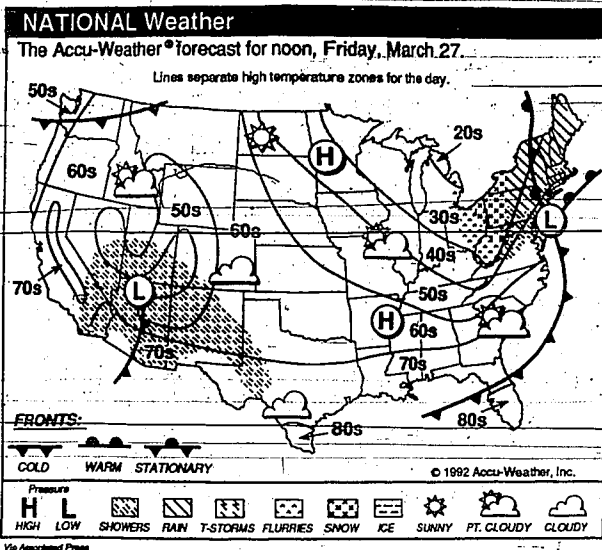 NATIONAL Weather
The Accu-Weather® forecast for noon, Friday, March 27.
Lines separate high temperature zones for the day.
50s
20s
H
60s
50s
30s
60s
40s
L
L
70s
50s
H
60s
70s
70s
80s
80s
FRONTS:
COLD WARM STATIONARY
© 1992 Accu-Weather, Inc.
Pressure
H L
HIGH LOW SHOWERS RAIN T-STORMS FLURRIES SNOW ICE SUNNY PT. CLOUDY CLOUDY
Via Associated Press